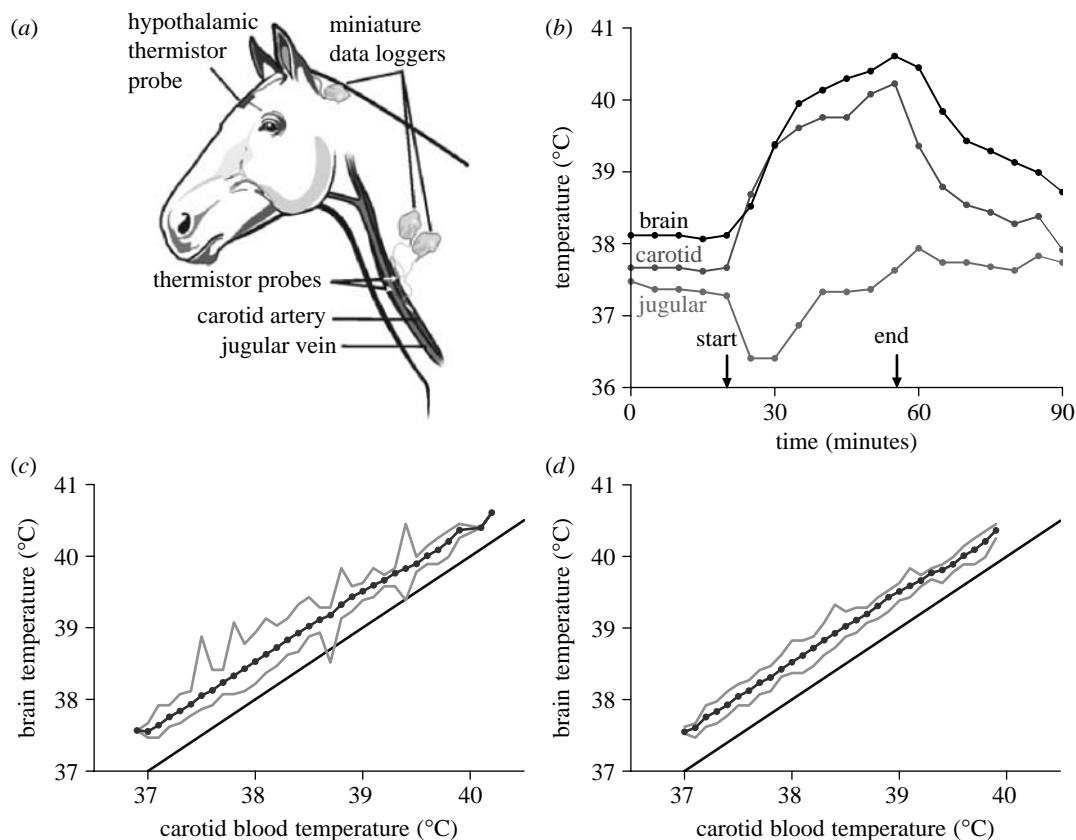 (a)
hypothalamic
thermistor
probe
miniature
data loggers
thermistor probes
carotid artery
jugular vein
(b)
41
40
39
38
37
36
temperature (°C)
brain
carotid
jugular
start
end
0
30
60
90
time (minutes)
(c)
41
40
39
38
37
brain temperature (°C)
37
38
39
40
carotid blood temperature (°C)
(d)
41
40
39
38
37
brain temperature (°C)
37
38
39
40
carotid blood temperature (°C)